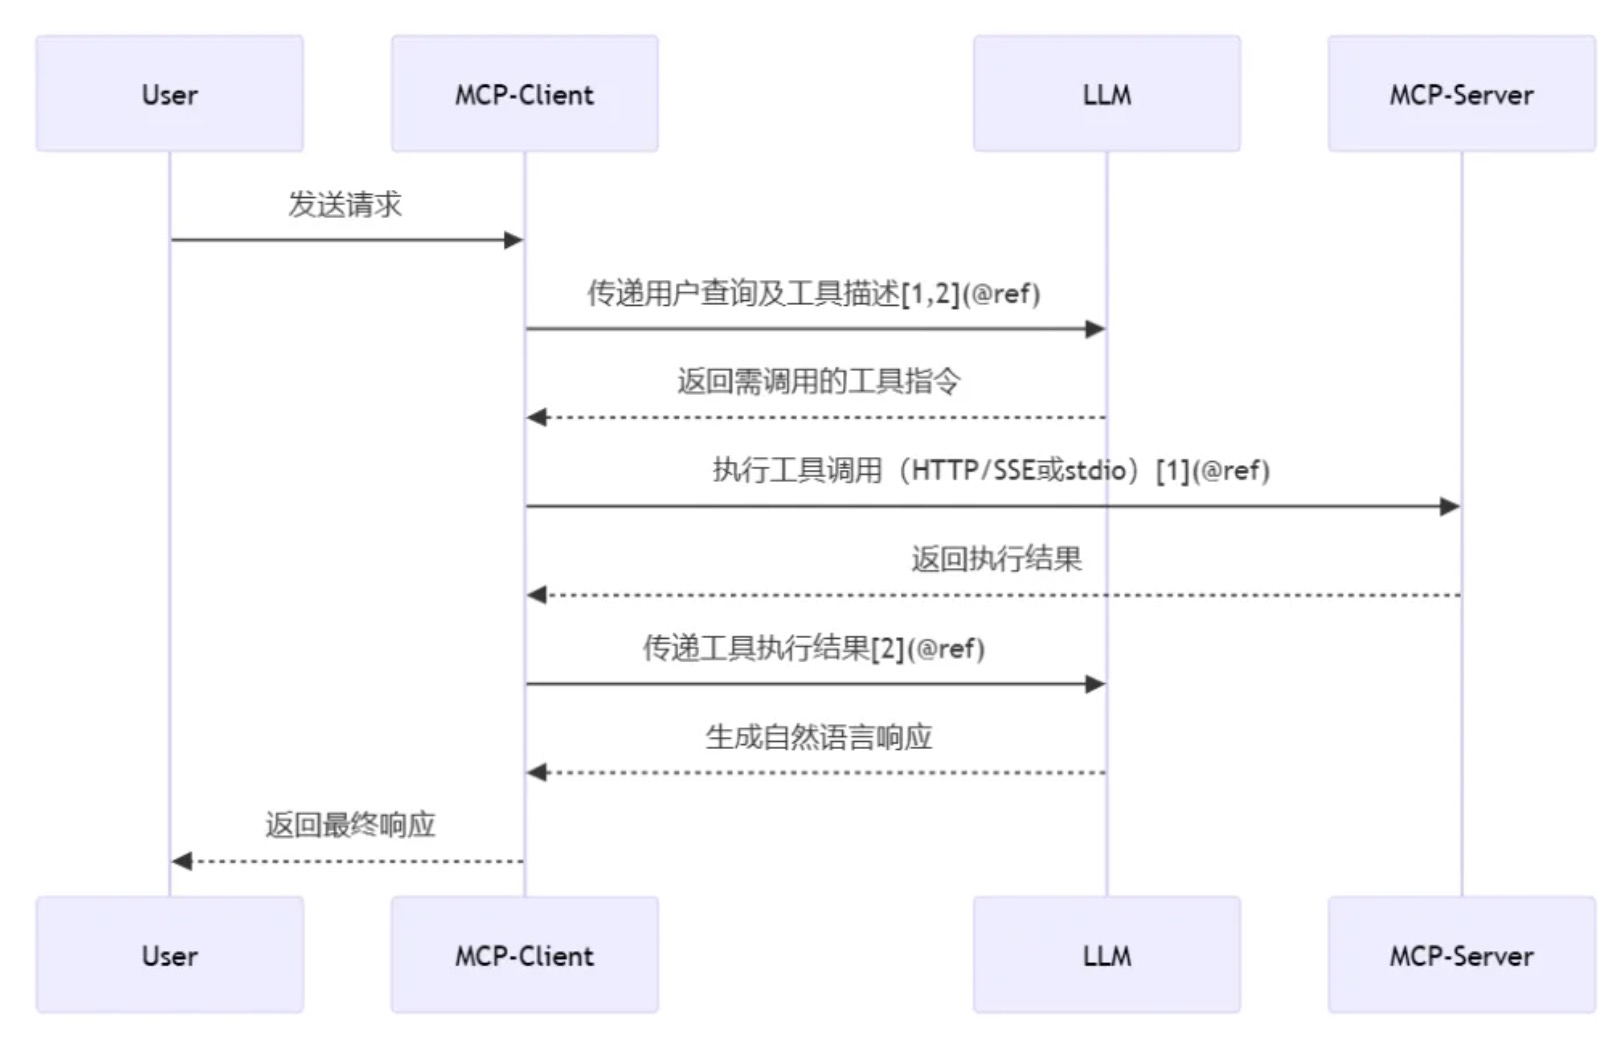 User
MCP-Client
LLM
MCP-Server
发送请求
传递用户查询及工具描述[1,2](@ref)
返回需调用的工具指令
执行工具调用（HTTP/SSE或stdio）[1](@ref)
返回执行结果
传递工具执行结果[2](@ref)
生成自然语言响应
返回最终响应
User
MCP-Client
LLM
MCP-Server